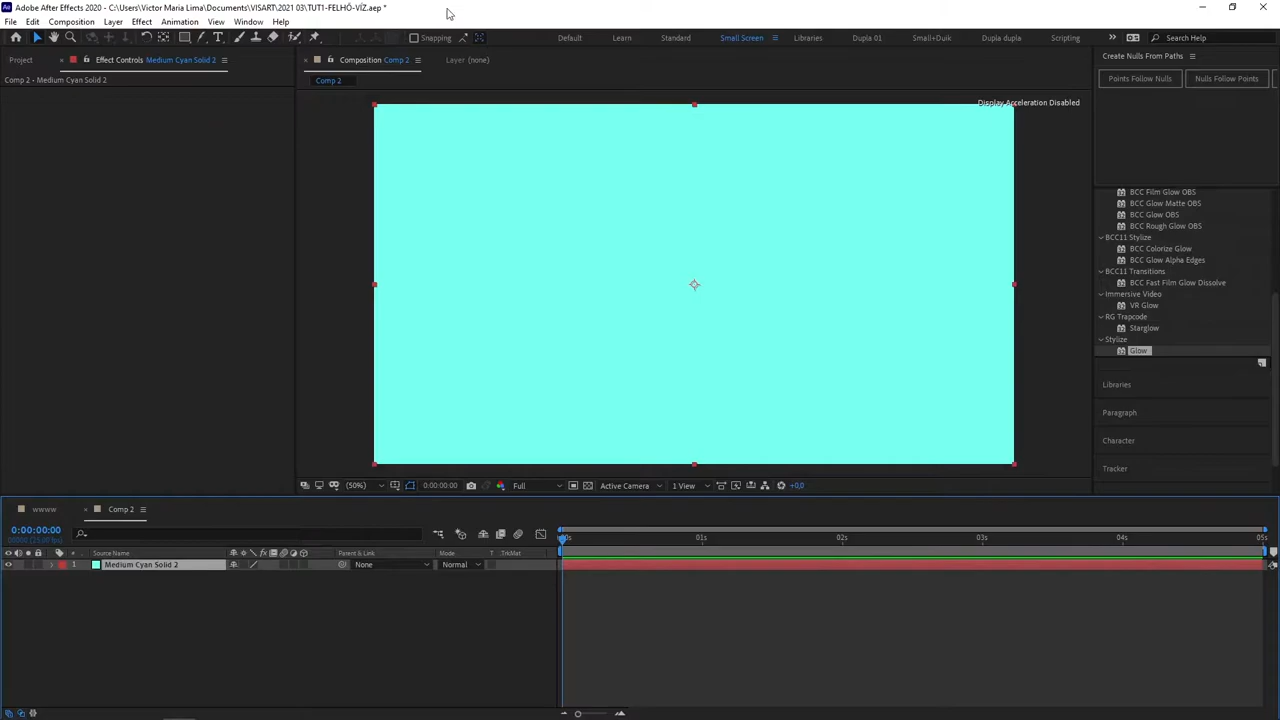 Adobe After Effects 2020 - C:\Users\Victor Maria Lima\Documents\VISART\2021 03\TUT1-FELHŐ-VÍZ.aep *
File Edit Composition Layer Effect Animation View Window Help
Snapping Default Learn Standard Small Screen Libraries Dupla 01 Small+Duik Dupla dupla Scripting Search Help
Project Effect Controls Medium Cyan Solid 2 Composition Comp 2 Layer (none) Create Nulls From Paths
Comp 2 • Medium Cyan Solid 2 Comp 2 Points Follow Nulls Nulls Follow Points
Display Acceleration Disabled
BCC Film Glow OBS
BCC Glow Matte OBS
BCC Glow OBS
BCC Rough Glow OBS
BCC11 Stylize
BCC Colorize Glow
BCC Glow Alpha Edges
BCC11 Transitions
BCC Fast Film Glow Dissolve
Immersive Video
VR Glow
RG Trapcode
Starglow
Stylize
Glow
Libraries
Paragraph
Character
Tracker
(50%) 0:00:00:00 Full Active Camera 1 View +0,0
wwww Comp 2
0:00:00:00
00000 (25.00 fps)
:00s 01s 02s 03s 04s 05s
# Source Name Parent & Link Mode T .TrkMat
1 Medium Cyan Solid 2 None Normal